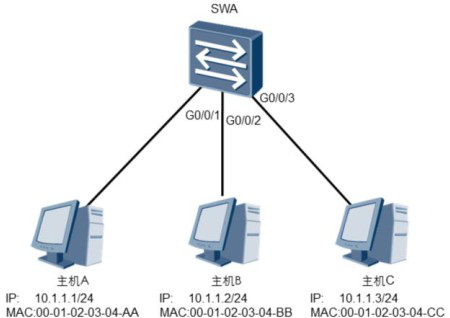 SWA
G0/0/3
G0/0/1
G0/0/2
主机A
主机B
主机C
IP: 10.1.1.1/24
IP: 10.1.1.2/24
IP: 10.1.1.3/24
MAC:00-01-02-03-04-AA
MAC:00-01-02-03-04-BB
MAC:00-01-02-03-04-CC